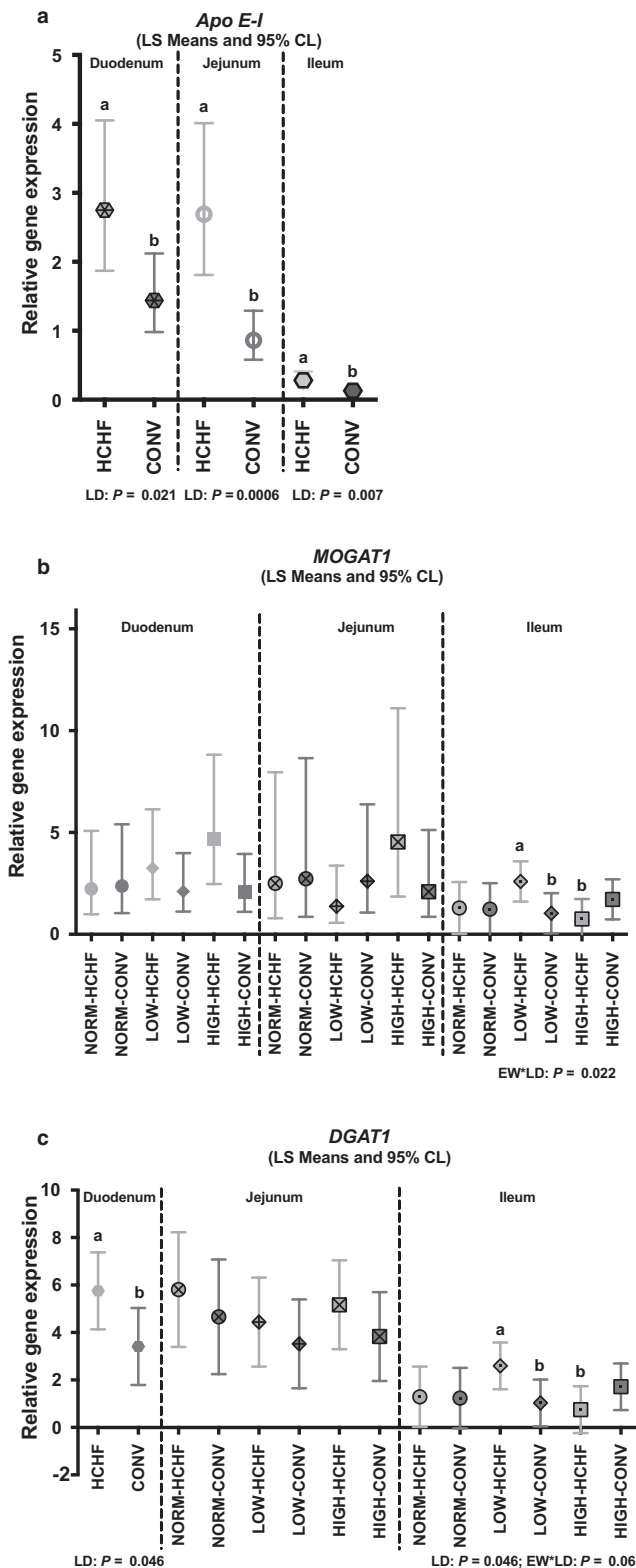 a
Apo E-I
(LS Means and 95% CL)
Duodenum Jejunum Ileum
5
4
3
2
1
0
Relative gene expression
a
b
a
b
a
b
HCHF
CONV
HCHF
CONV
HCHF
CONV
LD: P = 0.021 LD: P = 0.0006 LD: P = 0.007
b
MOGAT1
(LS Means and 95% CL)
Duodenum Jejunum Ileum
15
10
5
0
Relative gene expression
a
b
b
NORM-HCHF
NORM-CONV
LOW-HCHF
LOW-CONV
HIGH-HCHF
HIGH-CONV
NORM-HCHF
NORM-CONV
LOW-HCHF
LOW-CONV
HIGH-HCHF
HIGH-CONV
NORM-HCHF
NORM-CONV
LOW-HCHF
LOW-CONV
HIGH-HCHF
HIGH-CONV
EW*LD: P = 0.022
c
DGAT1
(LS Means and 95% CL)
Duodenum Jejunum Ileum
10
8
6
4
2
0
-2
Relative gene expression
a
b
a
b
b
HCHF
CONV
NORM-HCHF
NORM-CONV
LOW-HCHF
LOW-CONV
HIGH-HCHF
HIGH-CONV
NORM-HCHF
NORM-CONV
LOW-HCHF
LOW-CONV
HIGH-HCHF
HIGH-CONV
LD: P = 0.046 LD: P = 0.046; EW*LD: P = 0.06